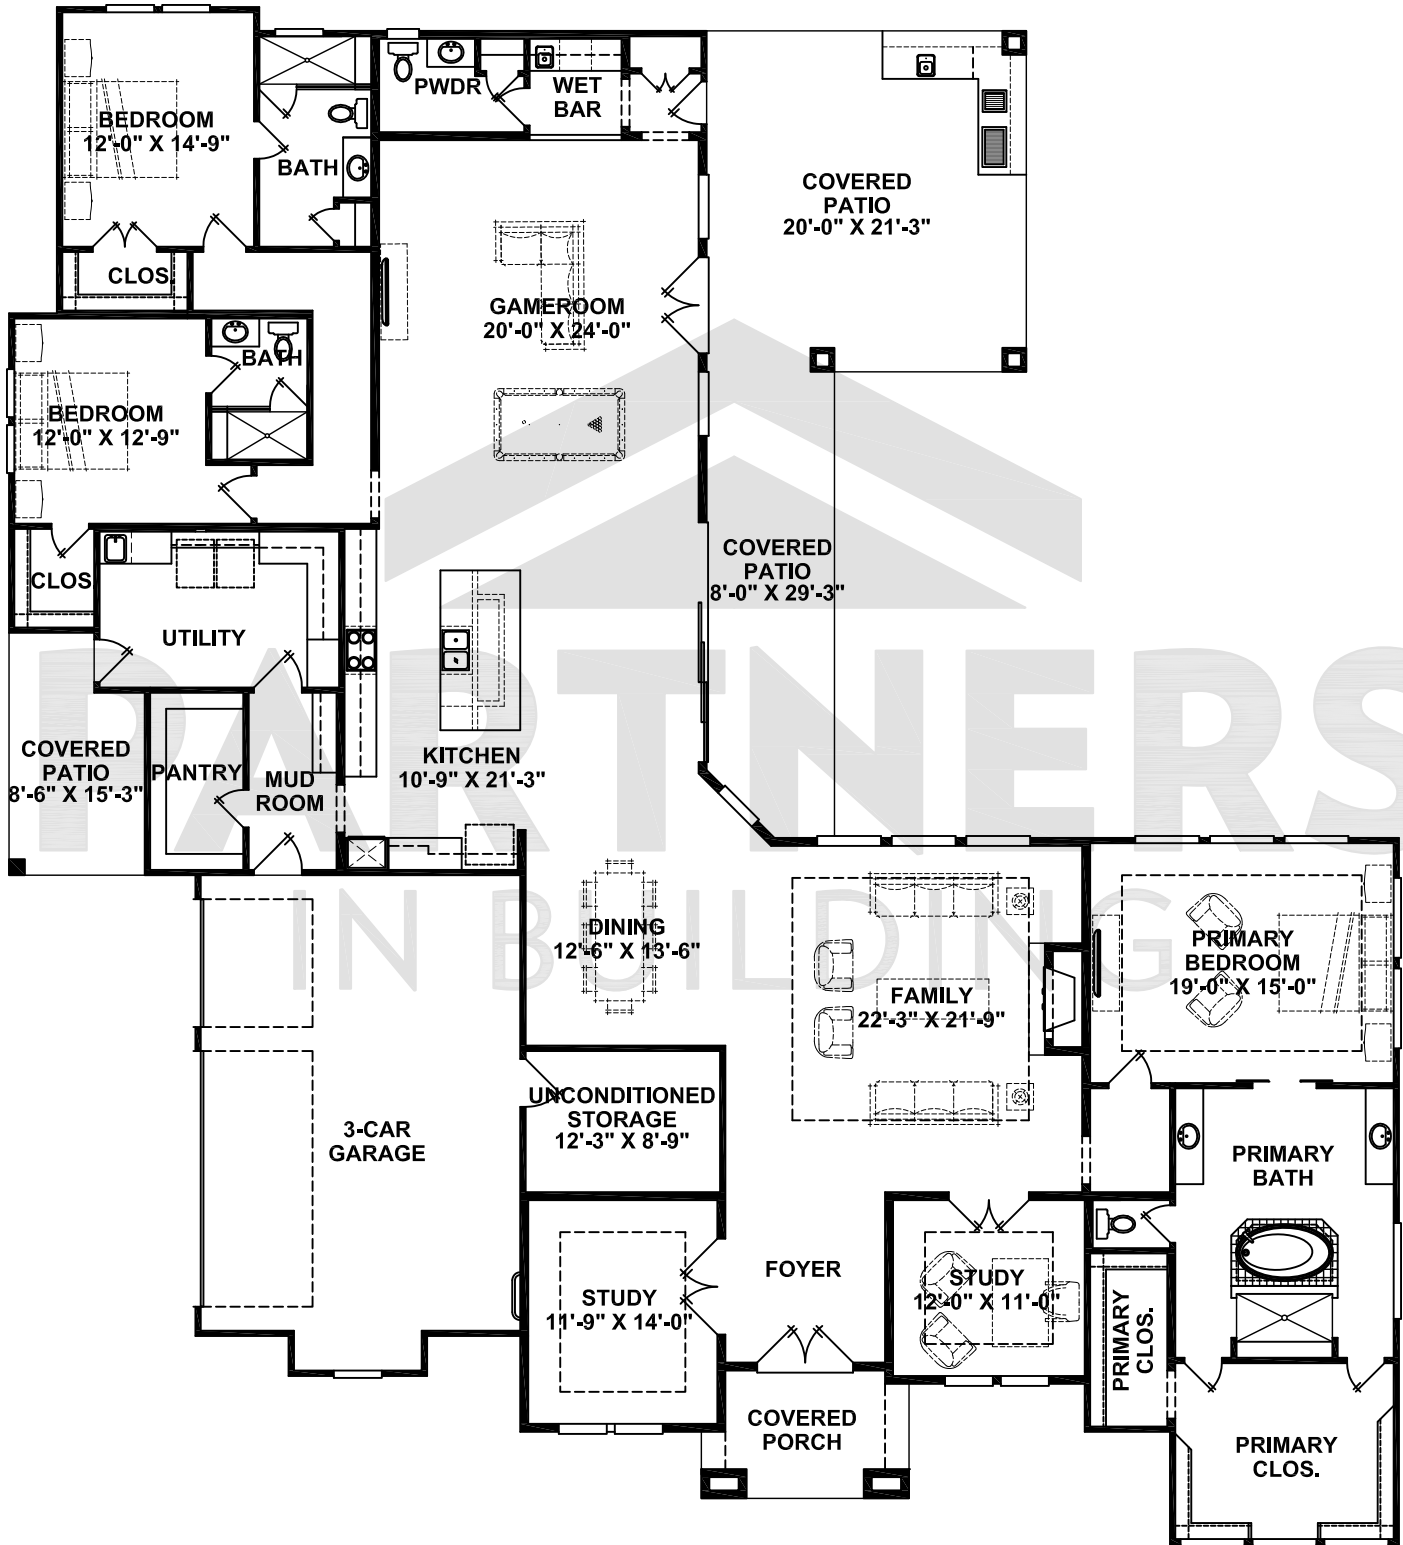 BEDROOM
12'-0" X 14'-9"
PWDR
WET
BAR
BATH
COVERED
PATIO
20'-0" X 21'-3"
CLOS.
GAMEROOM
20'-0" X 24'-0"
BATH
BEDROOM
12'-0" X 12'-9"
CLOS
UTILITY
COVERED
PATIO
8'-0" X 29'-3"
COVERED
PATIO
8'-6" X 15'-3"
PANTRY
MUD
ROOM
KITCHEN
10'-9" X 21'-3"
PARTNERS
IN BUILDING
DINING
12'-6" X 13'-6"
FAMILY
22'-3" X 21'-9"
PRIMARY
BEDROOM
19'-0" X 15'-0"
3-CAR
GARAGE
UNCONDITIONED
STORAGE
12'-3" X 8'-9"
PRIMARY
BATH
STUDY
11'-9" X 14'-0"
FOYER
STUDY
12'-0" X 11'-0"
PRIMARY
CLOS.
COVERED
PORCH
PRIMARY
CLOS.